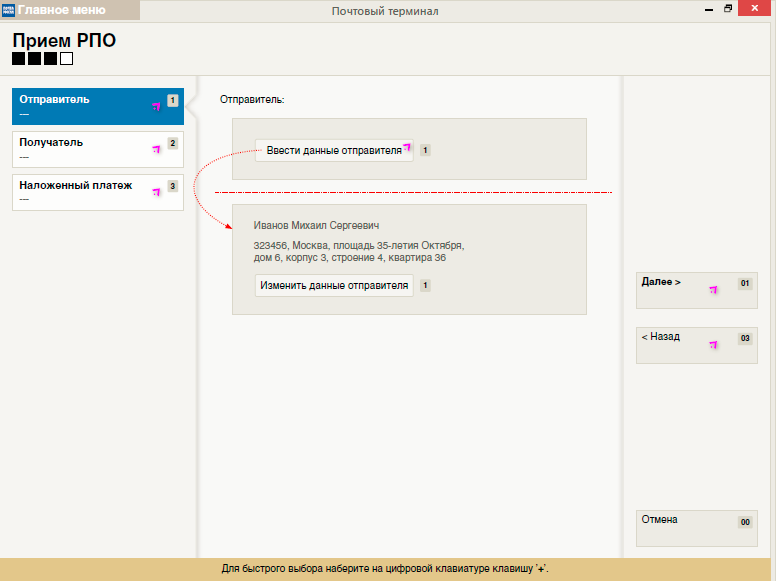 Главное меню
Почтовый терминал
Прием РПО
Отправитель 1
---
Получатель 2
---
Наложенный платеж 3
---
Отправитель:
Ввести данные отправителя 1
Иванов Михаил Сергеевич
323456, Москва, площадь 35-летия Октября,
дом 6, корпус 3, строение 4, квартира 36
Изменить данные отправителя 1
Далее > 01
< Назад 03
Отмена 00
Для быстрого выбора наберите на цифровой клавиатуре клавишу '+'.